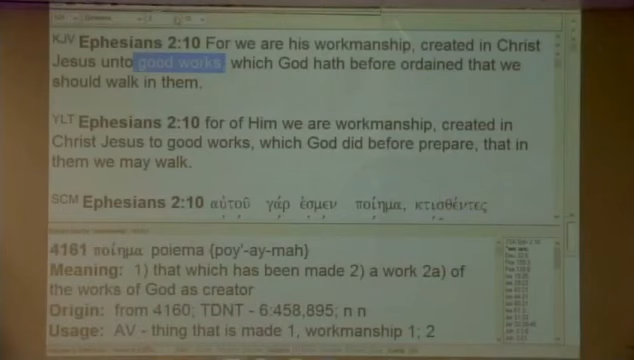 KJV Ephesians 2:10 For we are his workmanship, created in Christ
Jesus unto good works, which God hath before ordained that we
should walk in them.
YLT Ephesians 2:10 for of Him we are workmanship, created in
Christ Jesus to good works, which God did before prepare, that in
them we may walk.
SCM Ephesians 2:10 αὐτοῦ γάρ ἐσμεν ποίημα, κτισθέντες
4161 ποίημα poiema {poy'-ay-mah}
Meaning: 1) that which has been made 2) a work 2a) of
the works of God as creator
Origin: from 4160; TDNT - 6:458,895; n n
Usage: AV - thing that is made 1, workmanship 1; 2